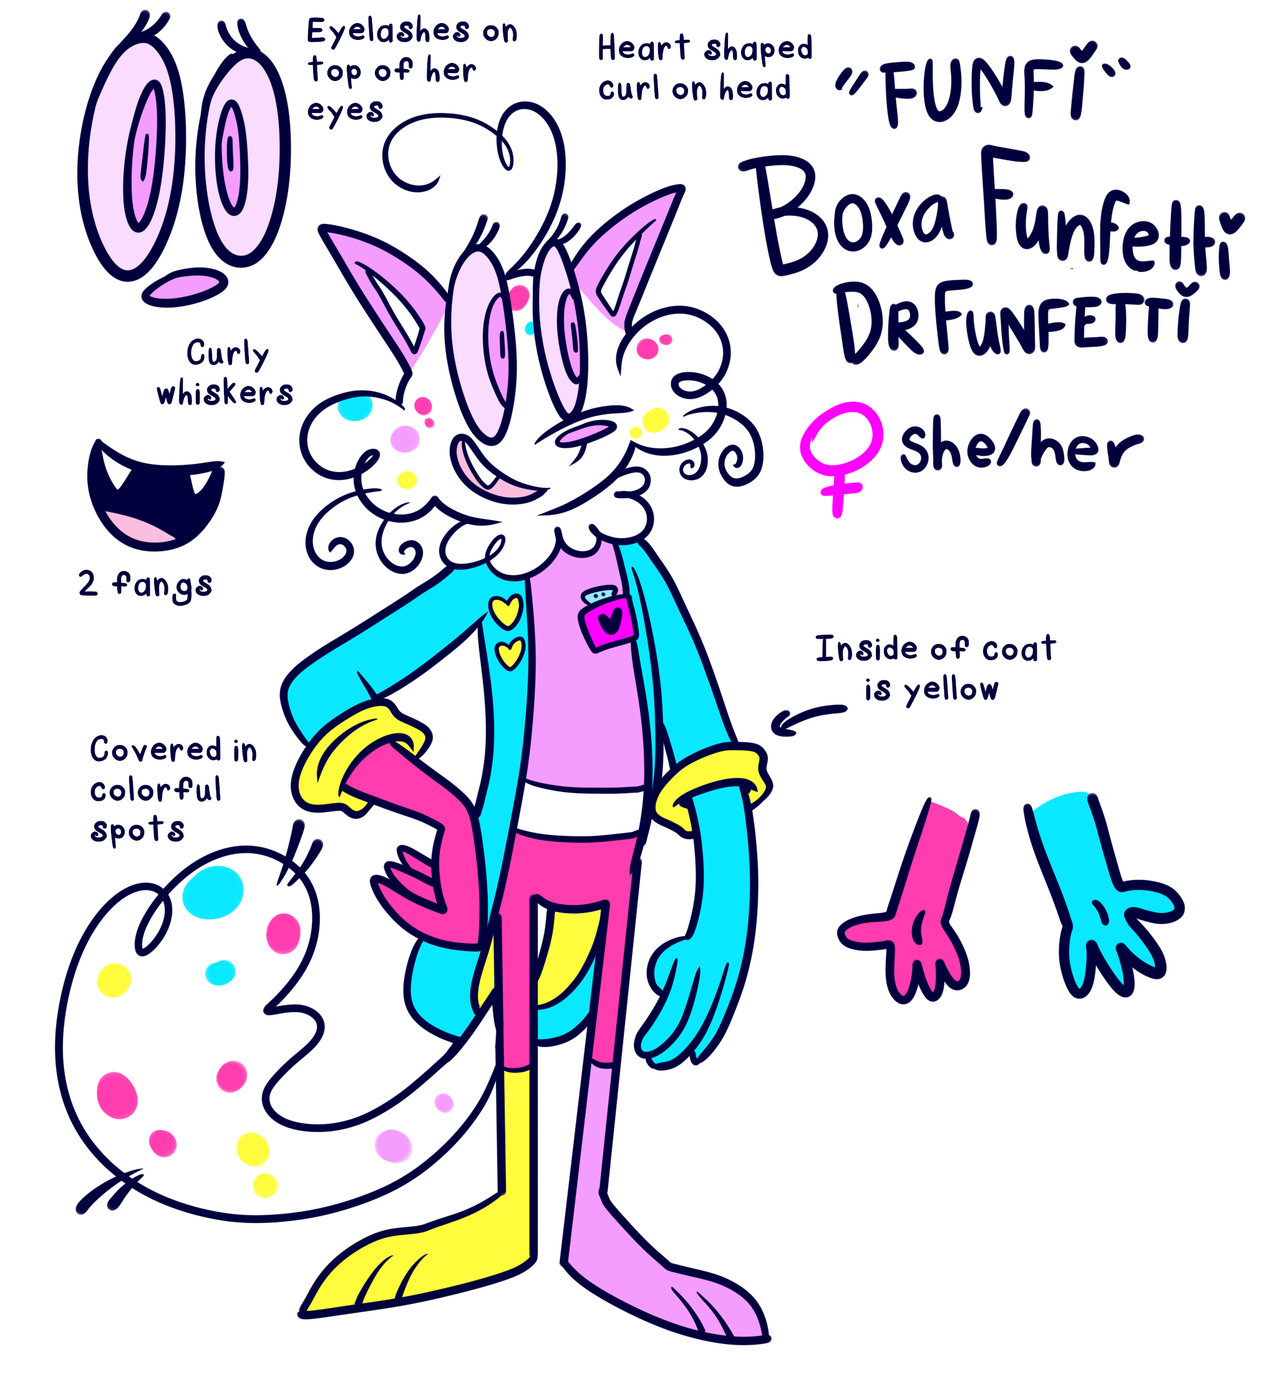 Eyelashes on
top of her
eyes
Heart shaped
curl on head
"FUNFi"
Boxa Funfetti
DR FUNFETTi
she/her
Curly
whiskers
2 fangs
Inside of coat
is yellow
Covered in
colorful
spots